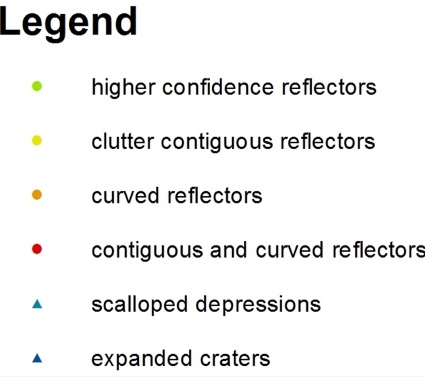 Legend
higher confidence reflectors
clutter contiguous reflectors
curved reflectors
contiguous and curved reflectors
scalloped depressions
expanded craters